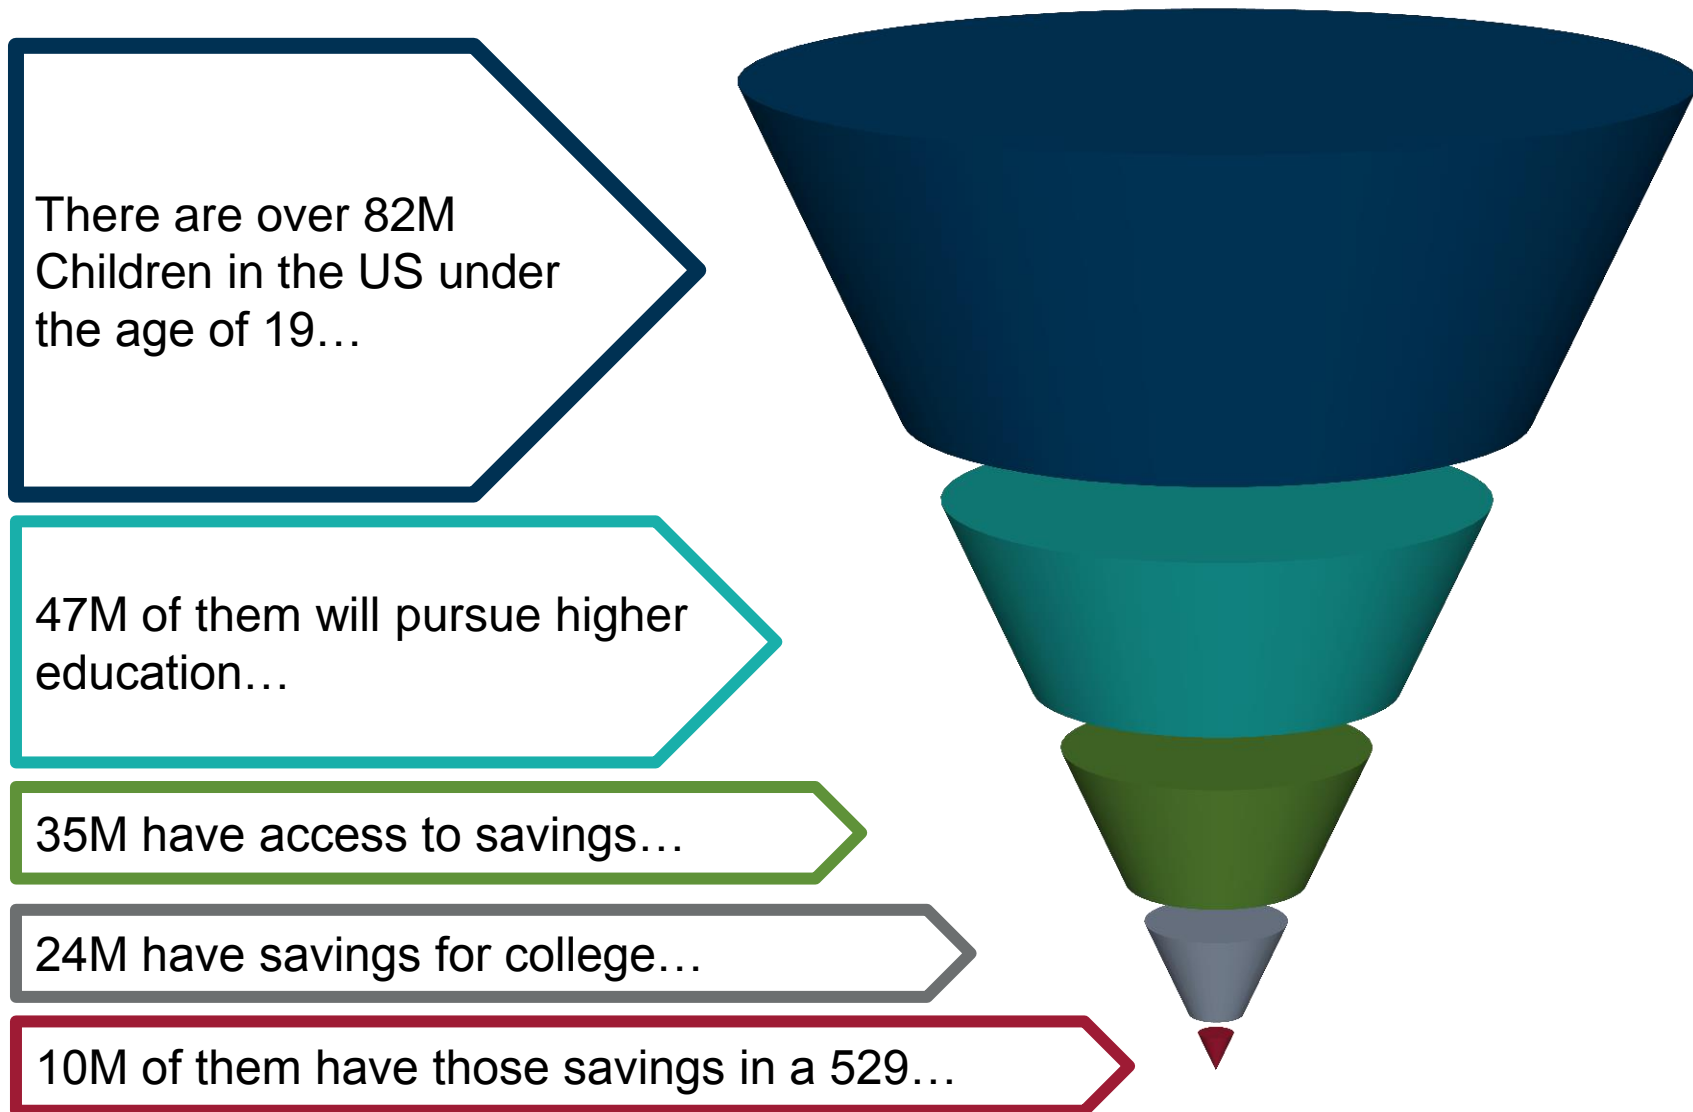 There are over 82M
Children in the US under
the age of 19…
47M of them will pursue higher
education…
35M have access to savings…
24M have savings for college…
10M of them have those savings in a 529…